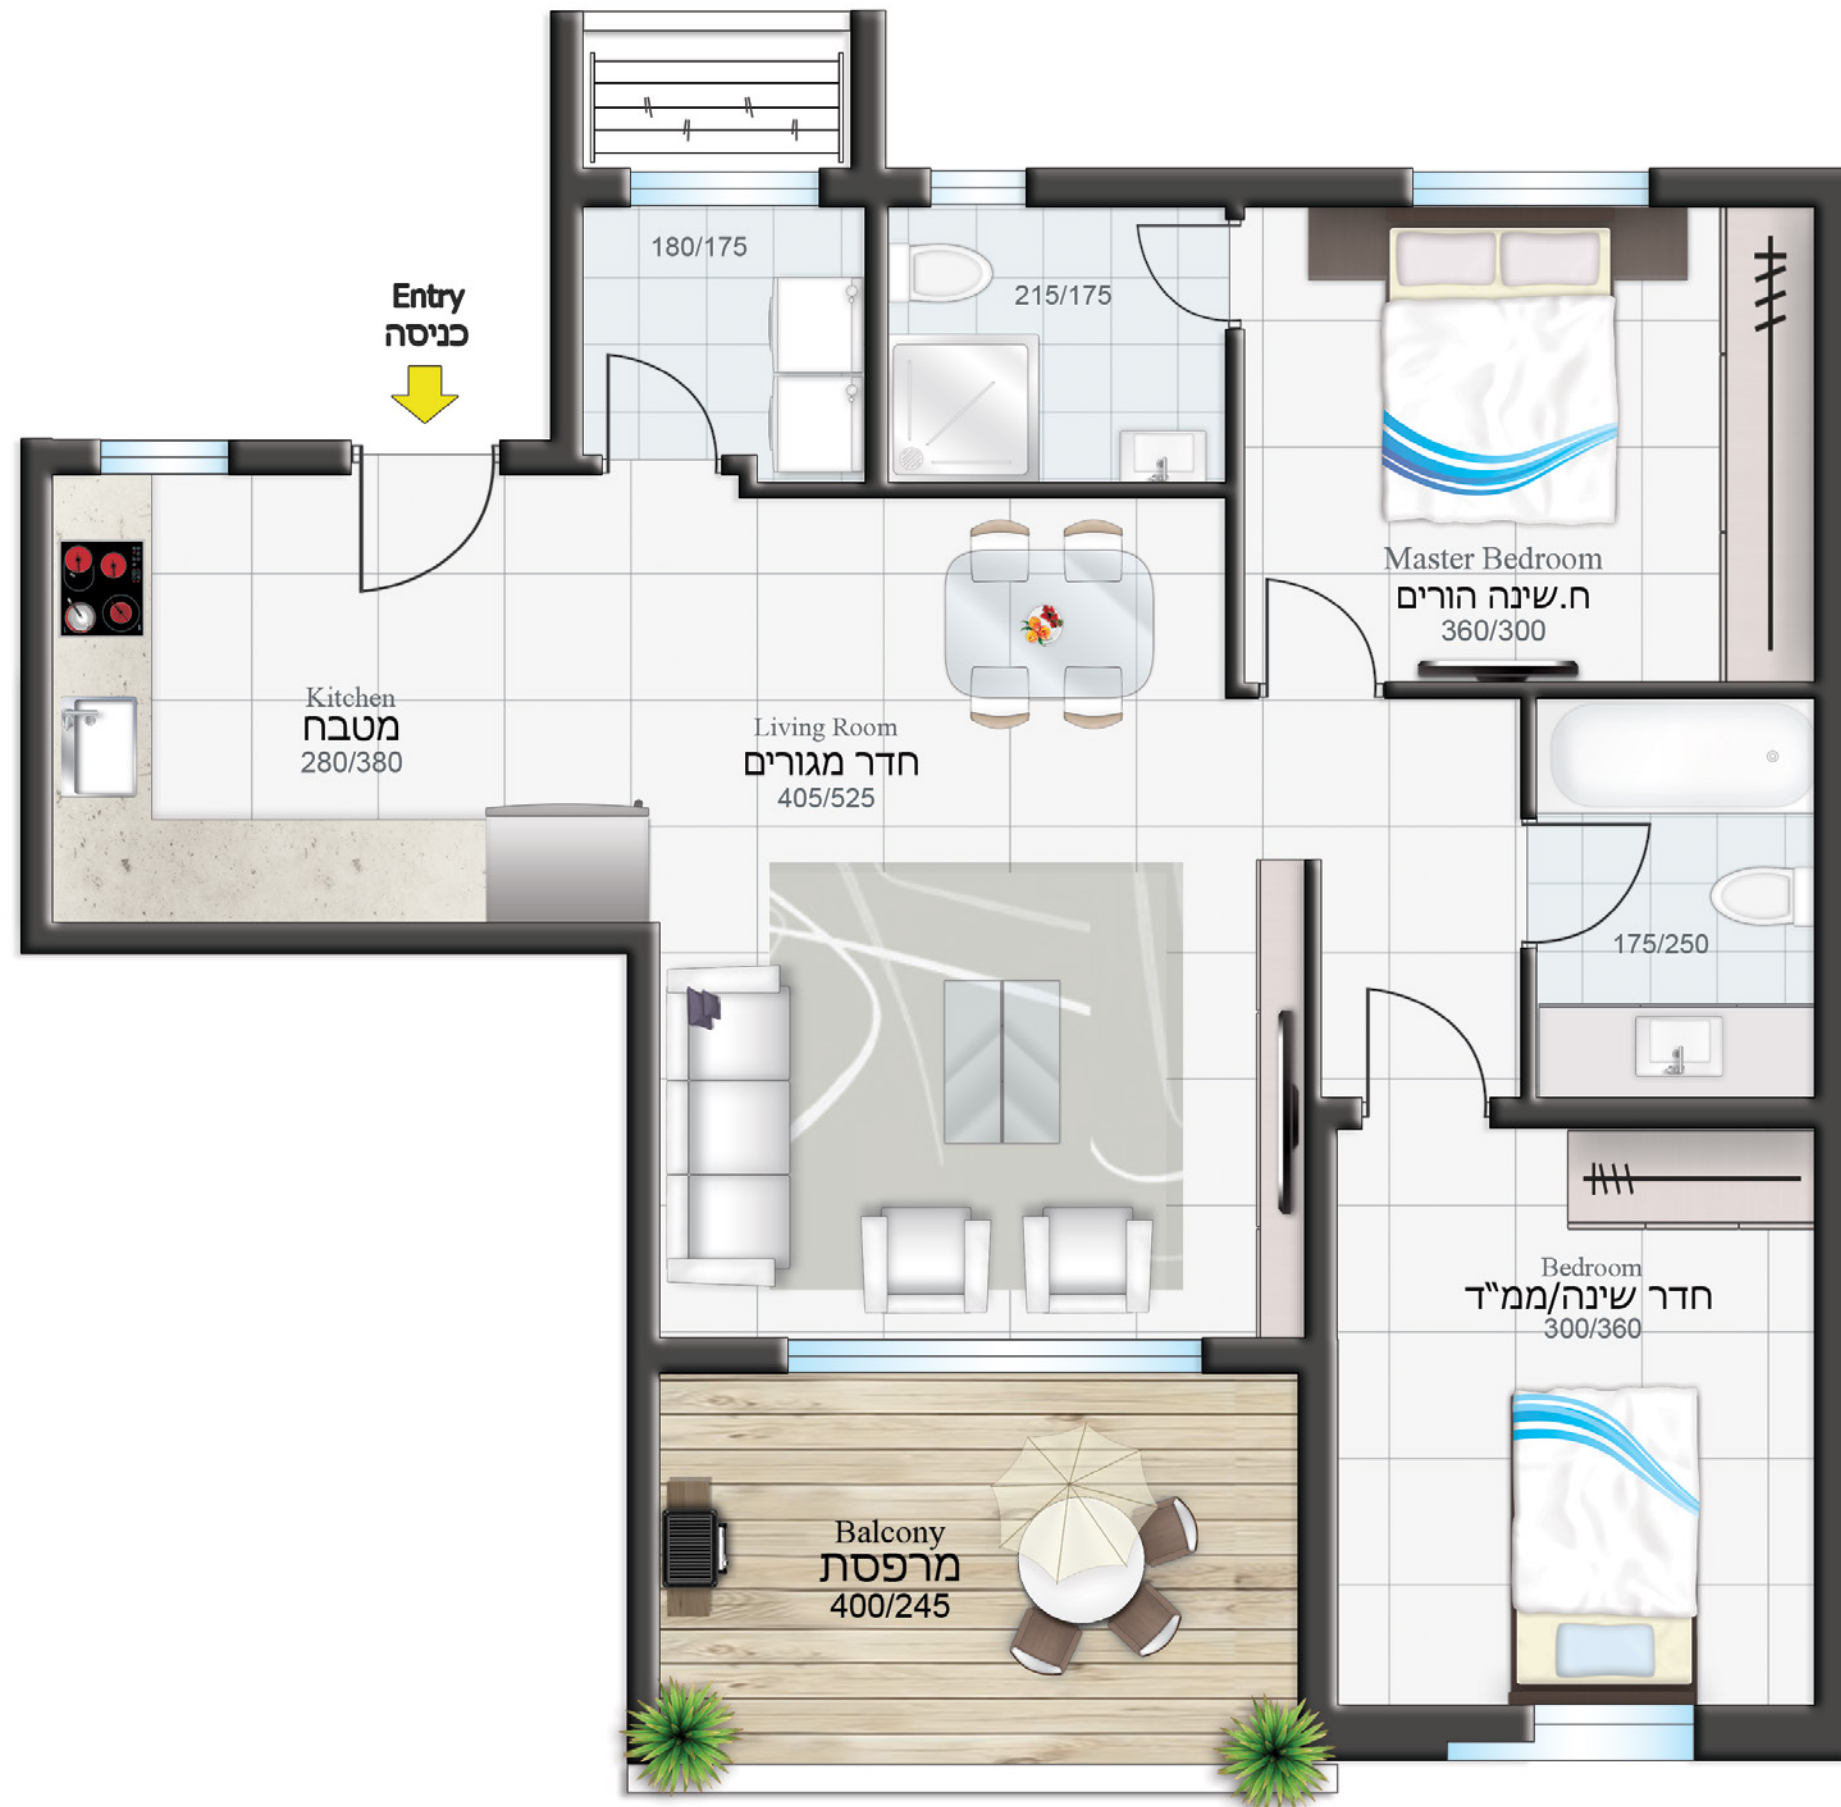 180/175
215/175
Entry
כניסה
Master Bedroom
ח.שינה הורים
360/300
Kitchen
מטבח
280/380
Living Room
חדר מגורים
405/525
175/250
Bedroom
חדר שינה/ממ"ד
300/360
Balcony
מרפסת
400/245